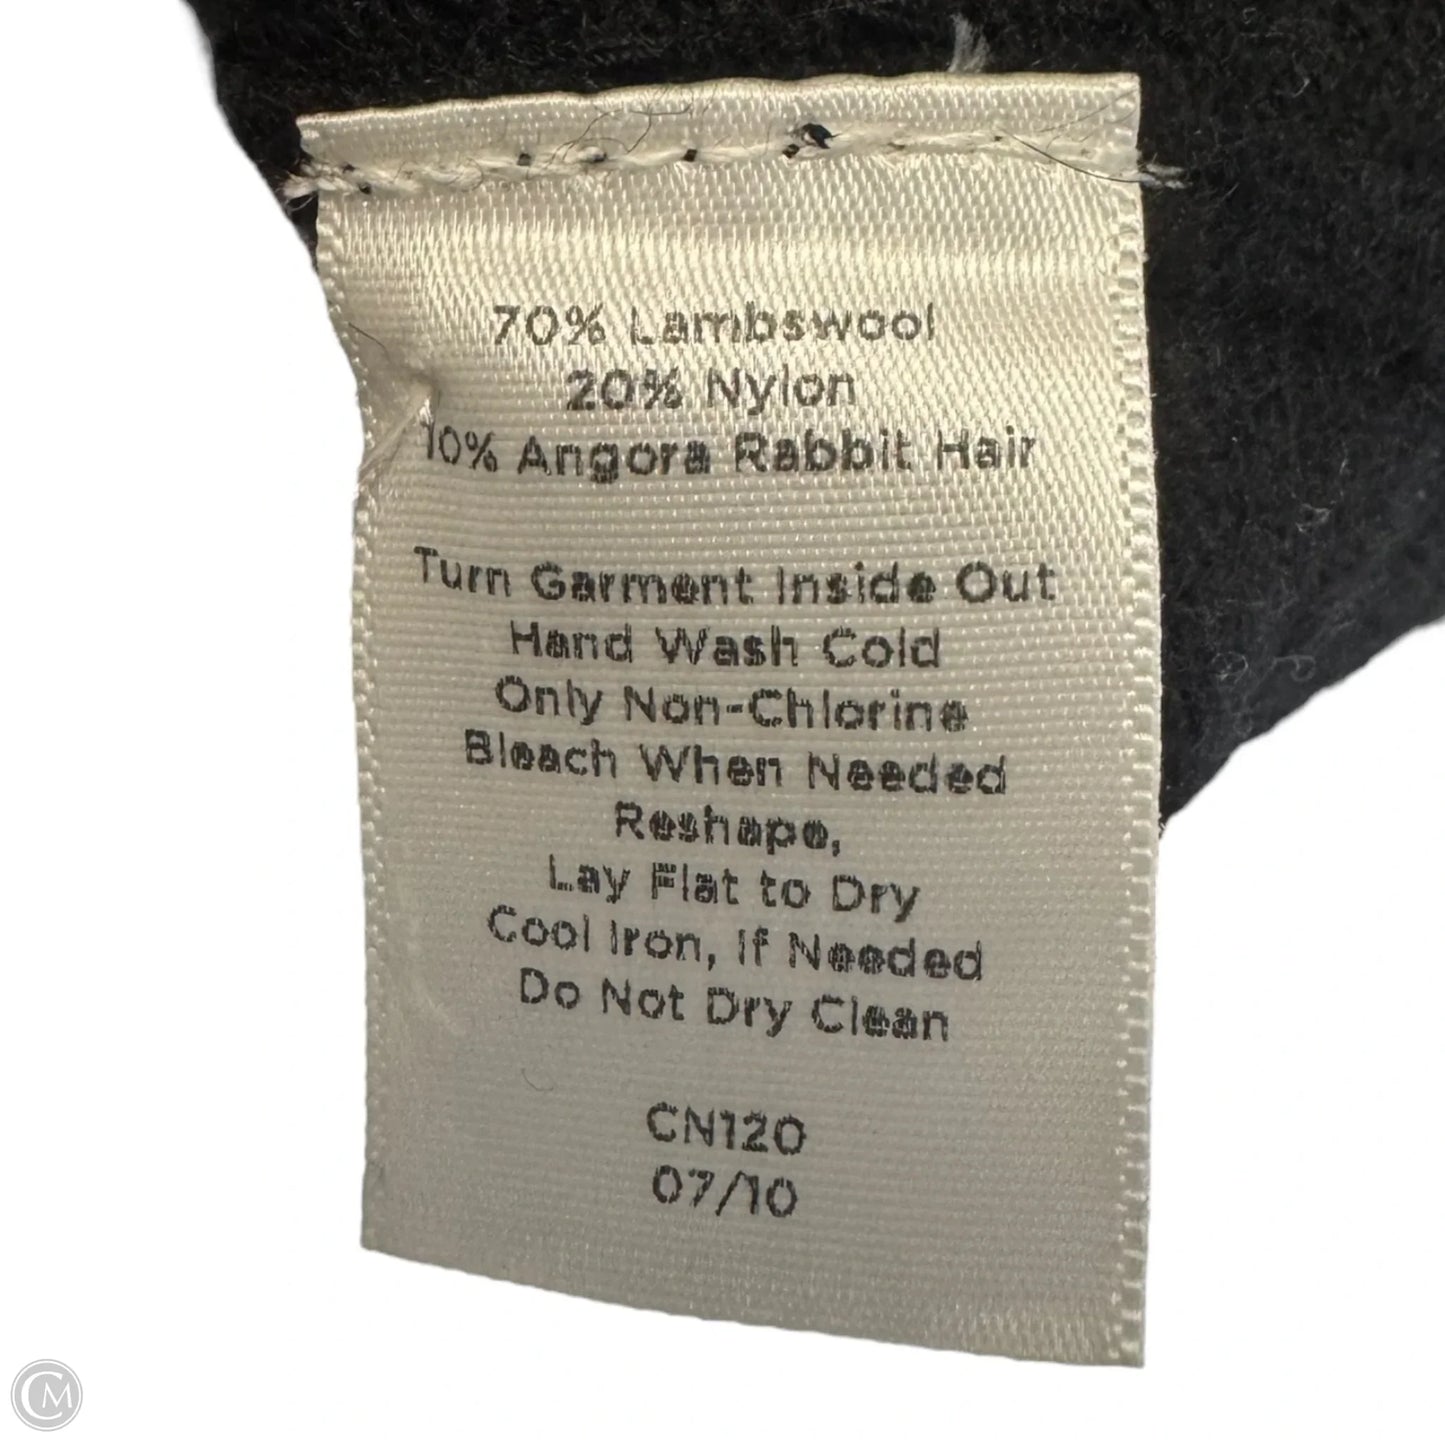 70% Lambswool
20% Nylon
10% Angora Rabbit Hair
Turn Garment Inside Out
Hand Wash Cold
Only Non-Chlorine
Bleach When Needed
Reshape,
Lay Flat to Dry
Cool Iron, If Needed
Do Not Dry Clean
CN120
07/10
CM